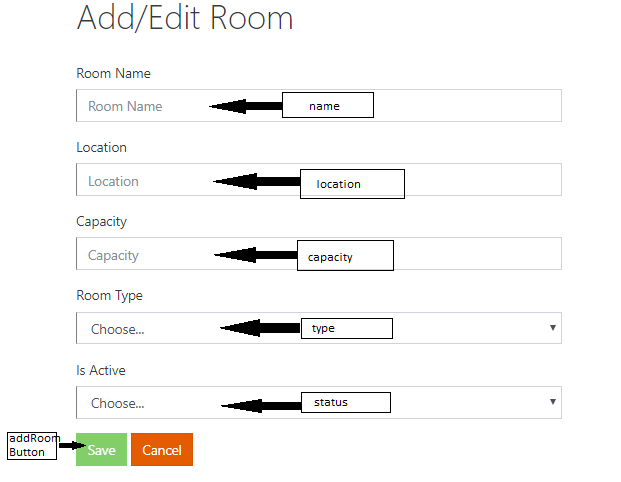 Add/Edit Room
Room Name
Room Name
name
Location
Location
location
Capacity
Capacity
capacity
Room Type
Choose...
type
Is Active
Choose...
status
addRoom
Button
Save
Cancel